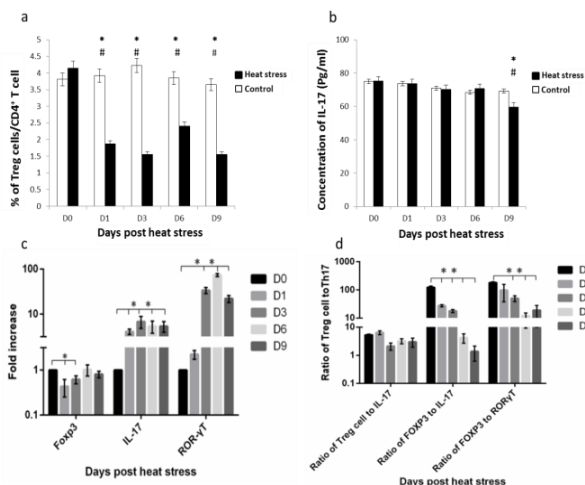 a
% of Treg cells/CD4⁺ T cell
5
4.5
4
3.5
3
2.5
2
1.5
1
0.5
0
* * * *
# # # #
Heat stress
Control
D0 D1 D3 D6 D9
Days post heat stress
b
Concentration of IL-17 (Pg/ml)
100
80
60
40
20
0
*
#
Heat stress
Control
D0 D1 D3 D6 D9
Days post heat stress
c
Fold increase
100
10
1
0.1
* *
* *
*
D0
D1
D3
D6
D9
Foxp3 IL-17 ROR-γT
Days post heat stress
d
Ratio of Treg cell toTh17
1000
100
10
1
0.1
* * * *
D
D
D
D
D
Ratio of Treg cell to IL-17
Ratio of FOXP3 to IL-17
Ratio of FOXP3 to RORγT
Days post heat stress